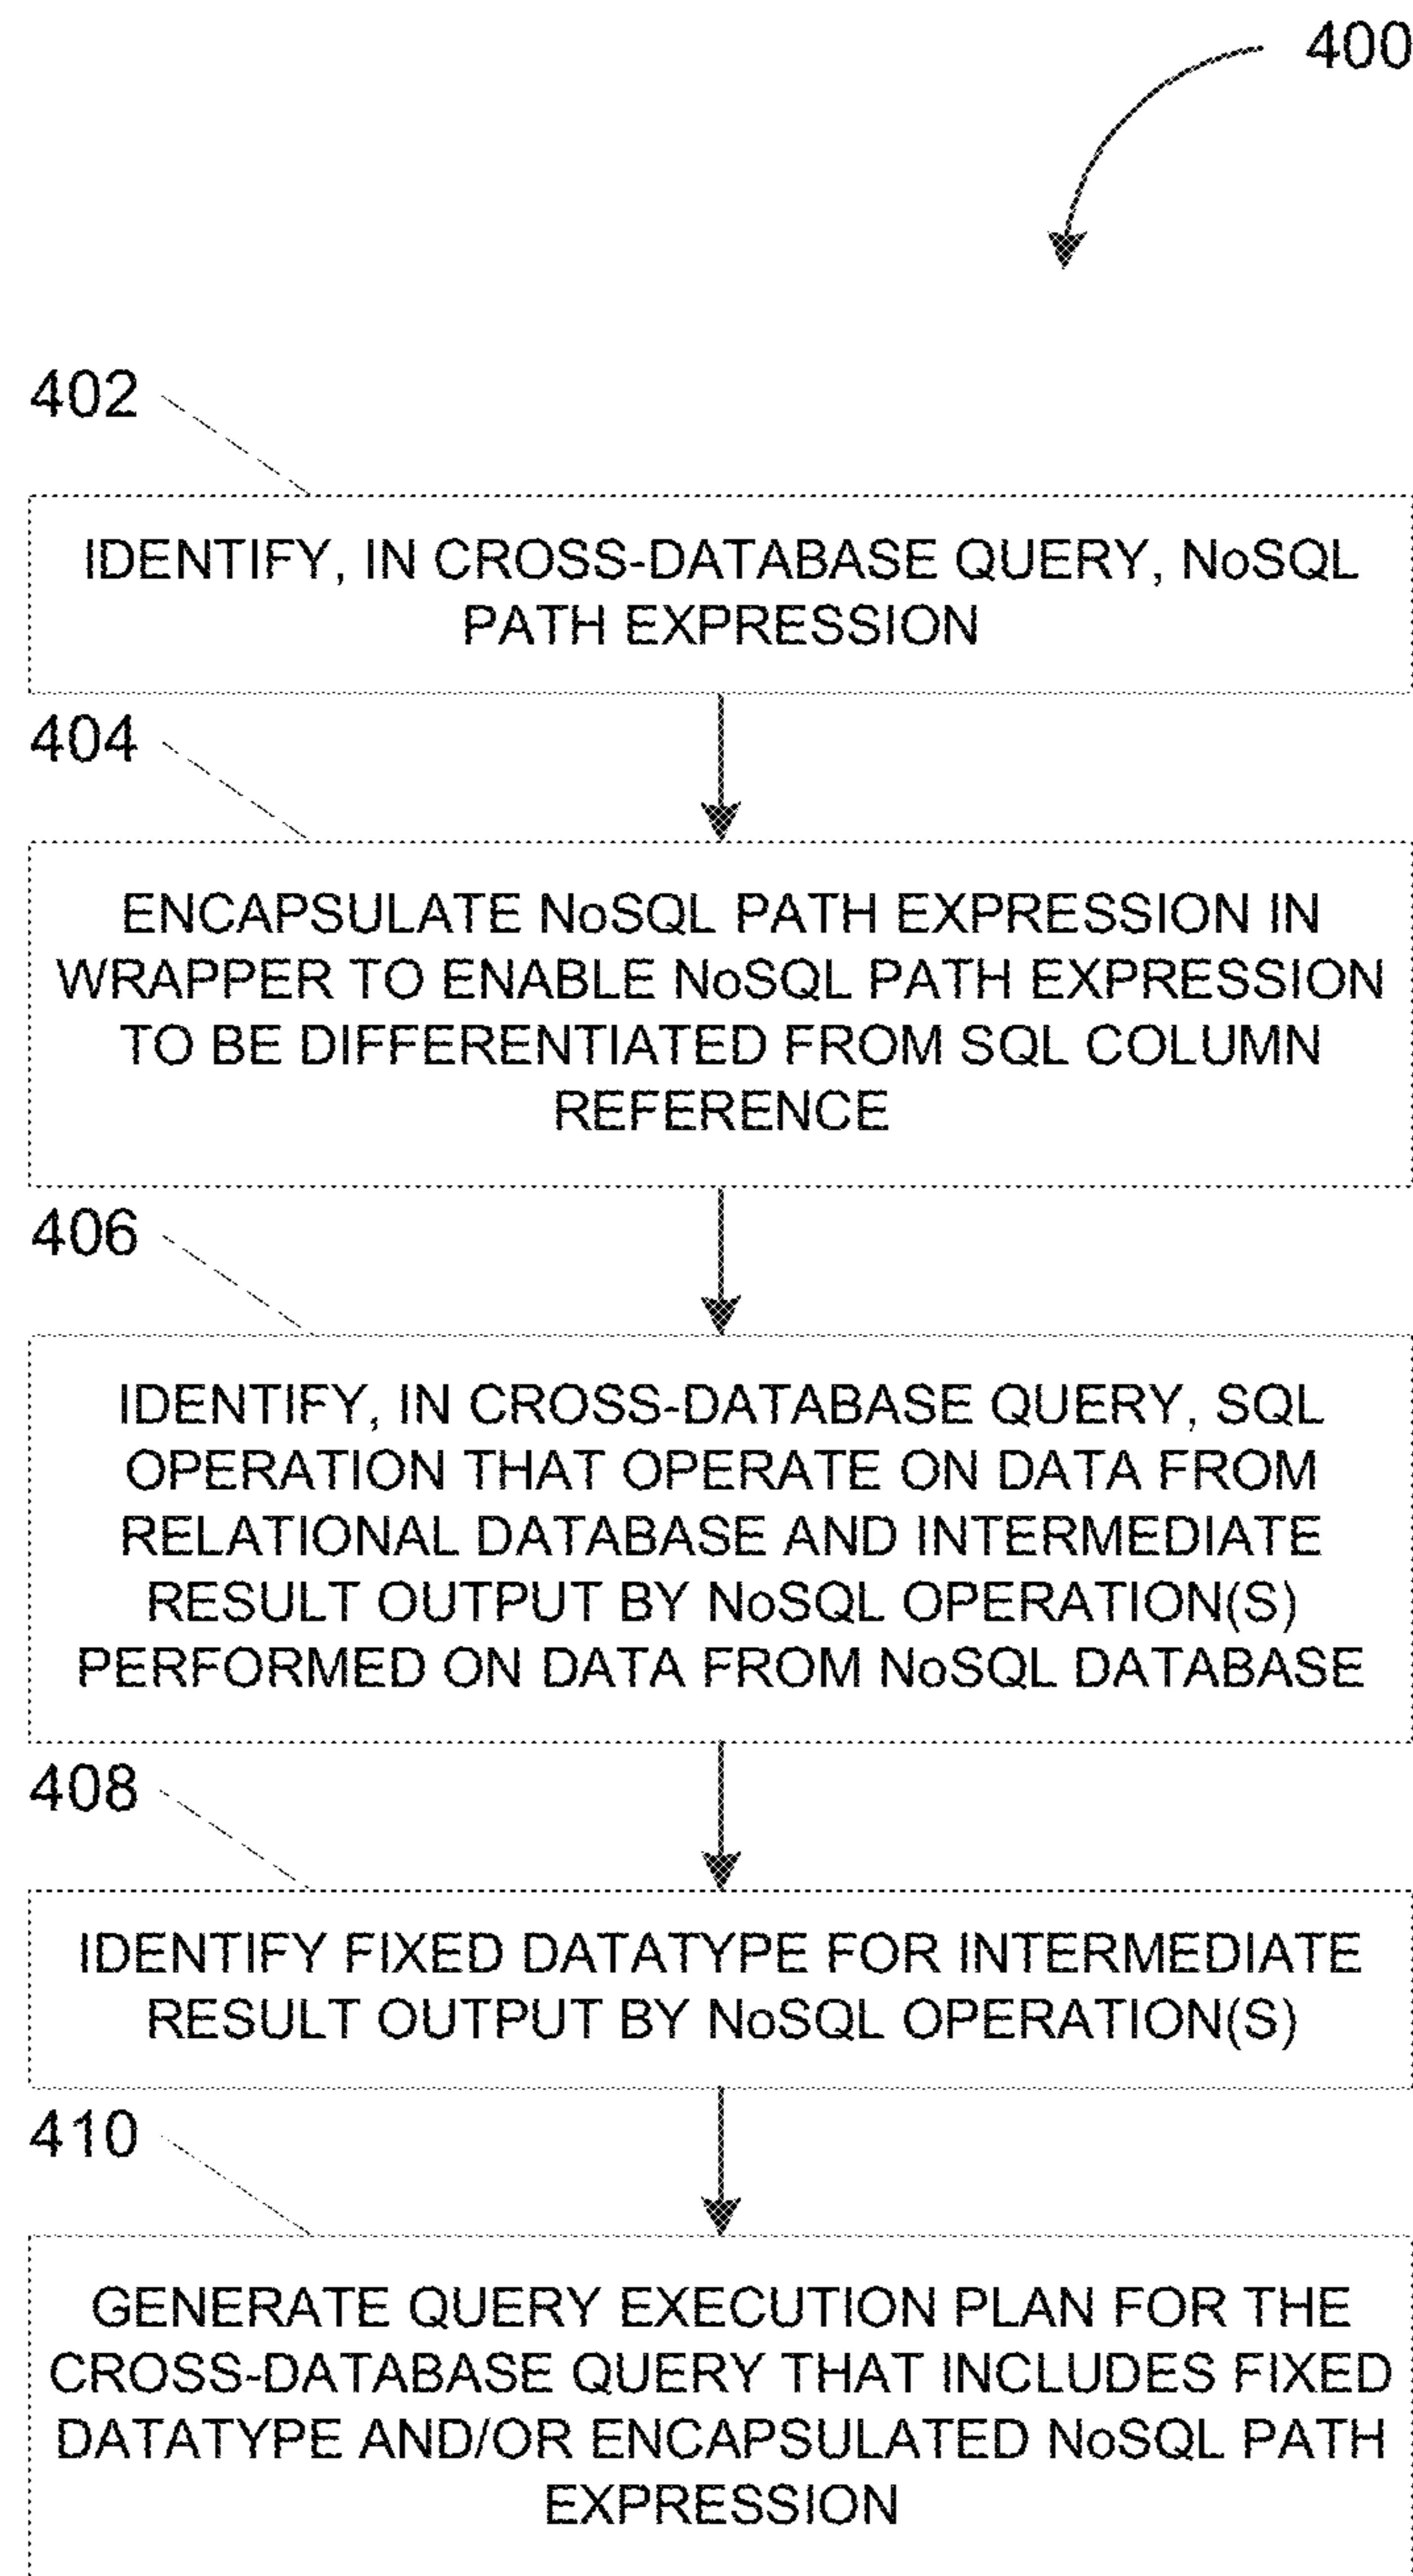 400
402
IDENTIFY, IN CROSS-DATABASE QUERY, NoSQL
PATH EXPRESSION
404
ENCAPSULATE NoSQL PATH EXPRESSION IN
WRAPPER TO ENABLE NoSQL PATH EXPRESSION
TO BE DIFFERENTIATED FROM SQL COLUMN
REFERENCE
406
IDENTIFY, IN CROSS-DATABASE QUERY, SQL
OPERATION THAT OPERATE ON DATA FROM
RELATIONAL DATABASE AND INTERMEDIATE
RESULT OUTPUT BY NoSQL OPERATION(S)
PERFORMED ON DATA FROM NoSQL DATABASE
408
IDENTIFY FIXED DATATYPE FOR INTERMEDIATE
RESULT OUTPUT BY NoSQL OPERATION(S)
410
GENERATE QUERY EXECUTION PLAN FOR THE
CROSS-DATABASE QUERY THAT INCLUDES FIXED
DATATYPE AND/OR ENCAPSULATED NoSQL PATH
EXPRESSION